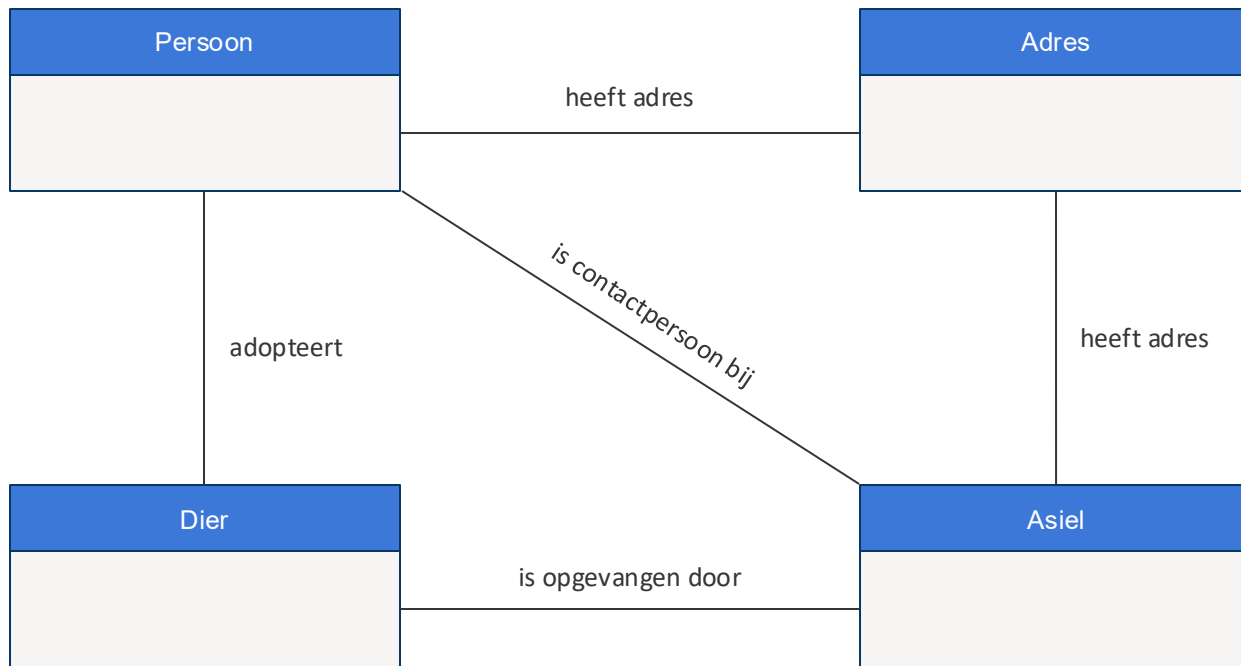 Persoon
Adres
heeft adres
is contactpersoon bij
adopteert
heeft adres
Dier
Asiel
is opgevangen door